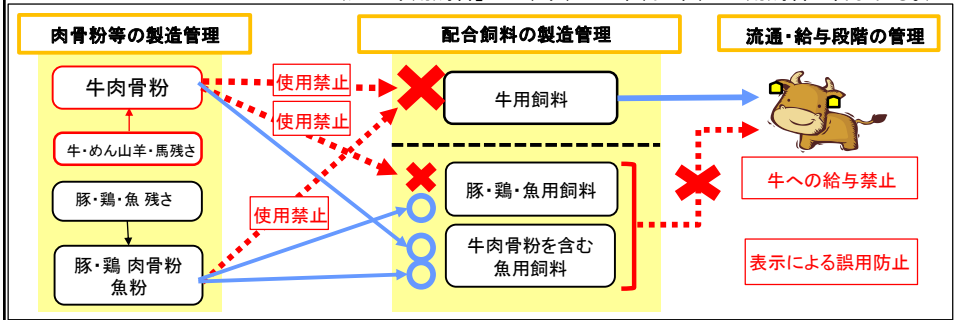 肉骨粉等の製造管理
配合飼料の製造管理
流通・給与段階の管理
牛肉骨粉
使用禁止
使用禁止
牛用飼料
牛・めん山羊・馬残さ
豚・鶏・魚 残さ
使用禁止
豚・鶏・魚用飼料
牛への給与禁止
豚・鶏 肉骨粉
魚粉
牛肉骨粉を含む
魚用飼料
表示による誤用防止